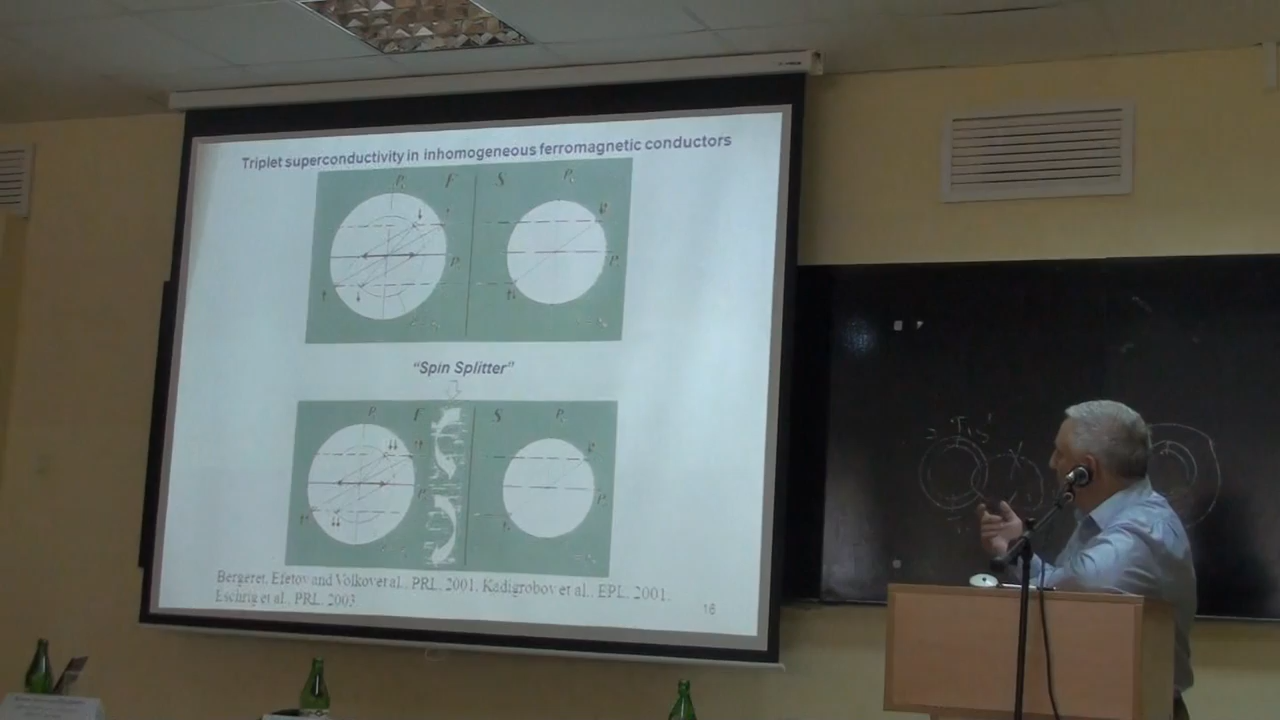 Triplet superconductivity in inhomogeneous ferromagnetic conductors
F S
"Spin Splitter"
F S
Bergeret, Efetov and Volkov et al., PRL, 2001, Kadigrobov et al., EPL, 2001,
Eschrig et al., PRL, 2003
16